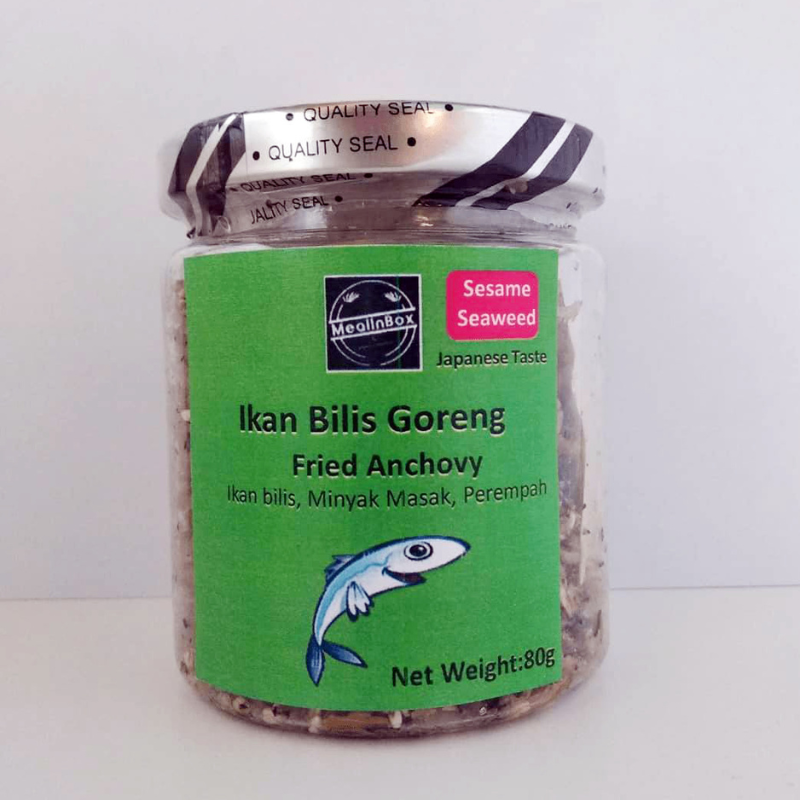 QUALITY SEAL
QUALITY SEAL
QUALITY SEAL
JALITY SEAL
MealInBox
Sesame
Seaweed
Japanese Taste
Ikan Bilis Goreng
Fried Anchovy
Ikan bilis, Minyak Masak, Perempah
Net Weight:80g